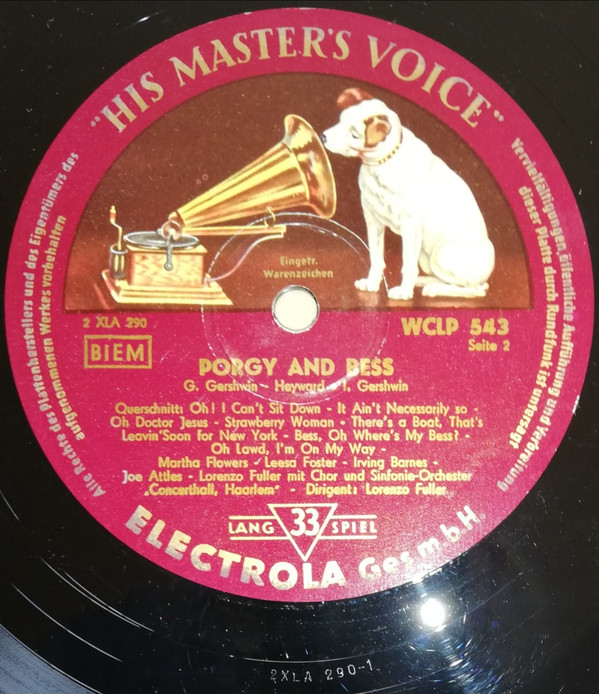 "HIS MASTER'S VOICE"
Eingetr.
Warenzeichen
2 XLA 290
BIEM
WCLP 543
Seite 2
PORGY AND BESS
G. Gershwin - Heyward - I. Gershwin
Querschnitt: Oh! I Can't Sit Down - It Ain't Necessarily so -
Oh Doctor Jesus - Strawberry Woman - There's a Boat, That's
Leavin'Soon for New York - Bess, Oh Where's My Bess? -
Oh Lawd, I'm On My Way -
Martha Flowers - Leesa Foster - Irving Barnes -
Joe Attles - Lorenzo Fuller mit Chor und Sinfonie-Orchester
„Concerthall, Haarlem" - Dirigent: Lorenzo Fuller
LANG 33 SPIEL
ELECTROLA Ges.m.b.H.
Alle Rechte des Plattenherstellers und des Eigentümers des
aufgenommenen Werkes vorbehalten
Vervielfältigungen, öffentliche Aufführung und Verbreitung
dieser Platte durch Rundfunk ist untersagt
2XLA 290-1